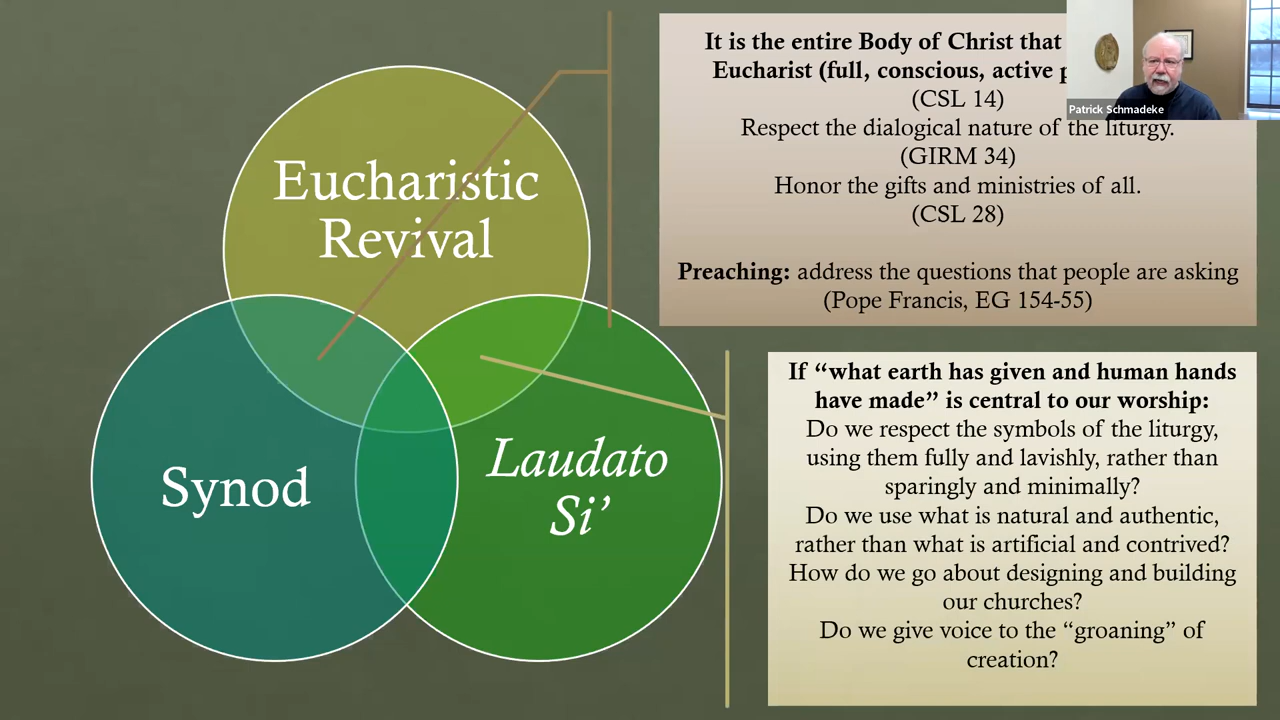 Eucharistic
Revival
Synod
Laudato
Si’
It is the entire Body of Christ that
Eucharist (full, conscious, active
(CSL 14)
Respect the dialogical nature of the liturgy.
(GIRM 34)
Honor the gifts and ministries of all.
(CSL 28)
Preaching: address the questions that people are asking
(Pope Francis, EG 154-55)
Patrick Schmadeke
If “what earth has given and human hands
have made” is central to our worship:
Do we respect the symbols of the liturgy,
using them fully and lavishly, rather than
sparingly and minimally?
Do we use what is natural and authentic,
rather than what is artificial and contrived?
How do we go about designing and building
our churches?
Do we give voice to the “groaning” of
creation?